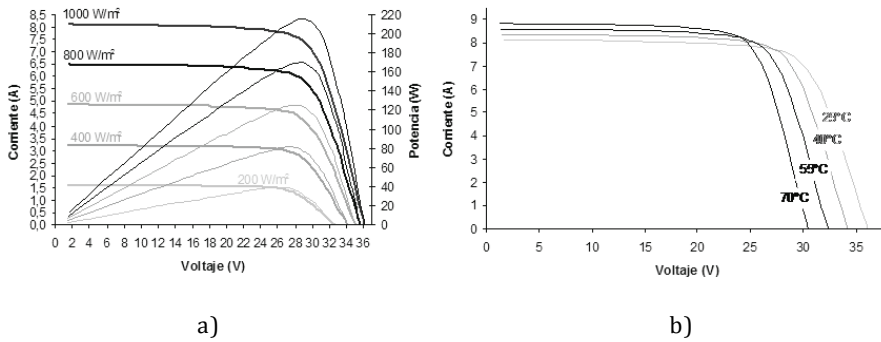 8,5
8,0
7,5
7,0
6,5
6,0
5,5
5,0
4,5
4,0
3,5
3,0
2,5
2,0
1,5
1,0
0,5
0,0
Corriente (A)
1000 W/m²
800 W/m²
600 W/m²
400 W/m²
200 W/m²
220
200
180
160
140
120
100
80
60
40
20
0
Potencia (W)
0 2 4 6 8 10 12 14 16 18 20 22 24 26 28 30 32 34 36
Voltaje (V)
a)
9
8
7
6
5
4
3
2
1
0
Corriente (A)
25ºC
40ºC
55ºC
70ºC
0 5 10 15 20 25 30 35
Voltaje (V)
b)